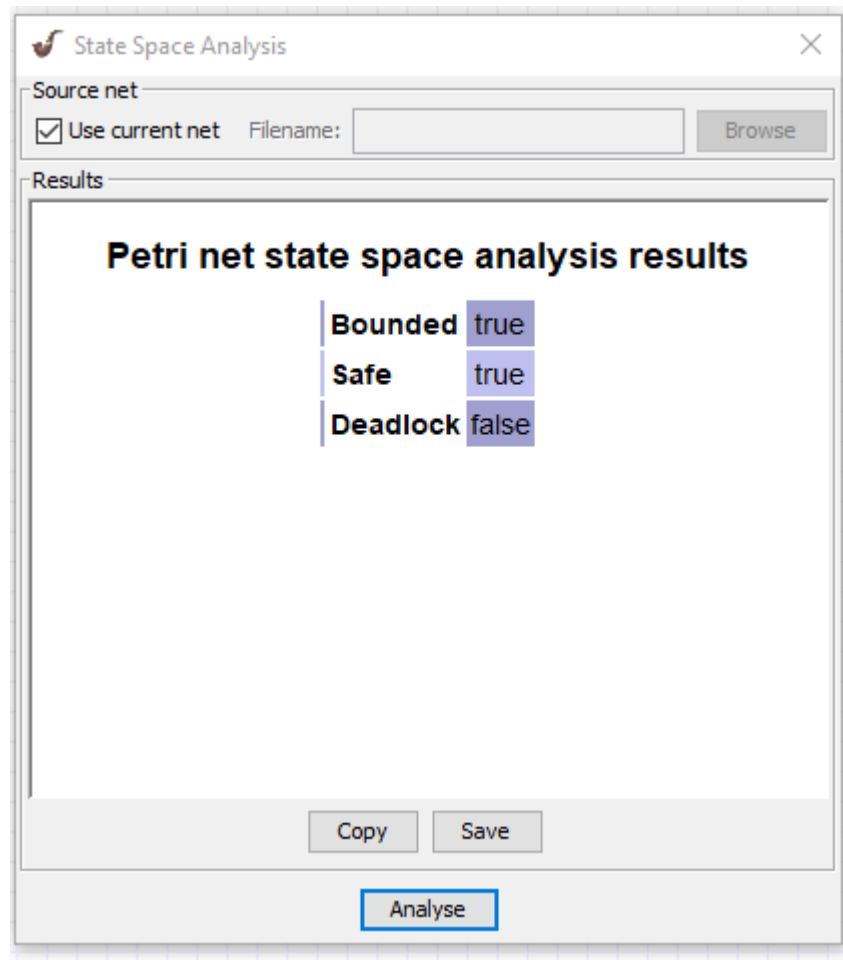 State Space Analysis
Source net
Use current net Filename: Browse
Results
Petri net state space analysis results
Bounded true
Safe true
Deadlock false
Copy Save
Analyse